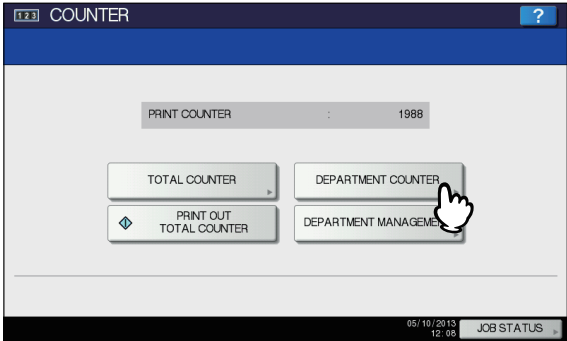 123 COUNTER
?
PRINT COUNTER : 1988
TOTAL COUNTER
DEPARTMENT COUNTER
PRINT OUT
TOTAL COUNTER
DEPARTMENT MANAGEMENT
05/10/2013
12:08
JOB STATUS